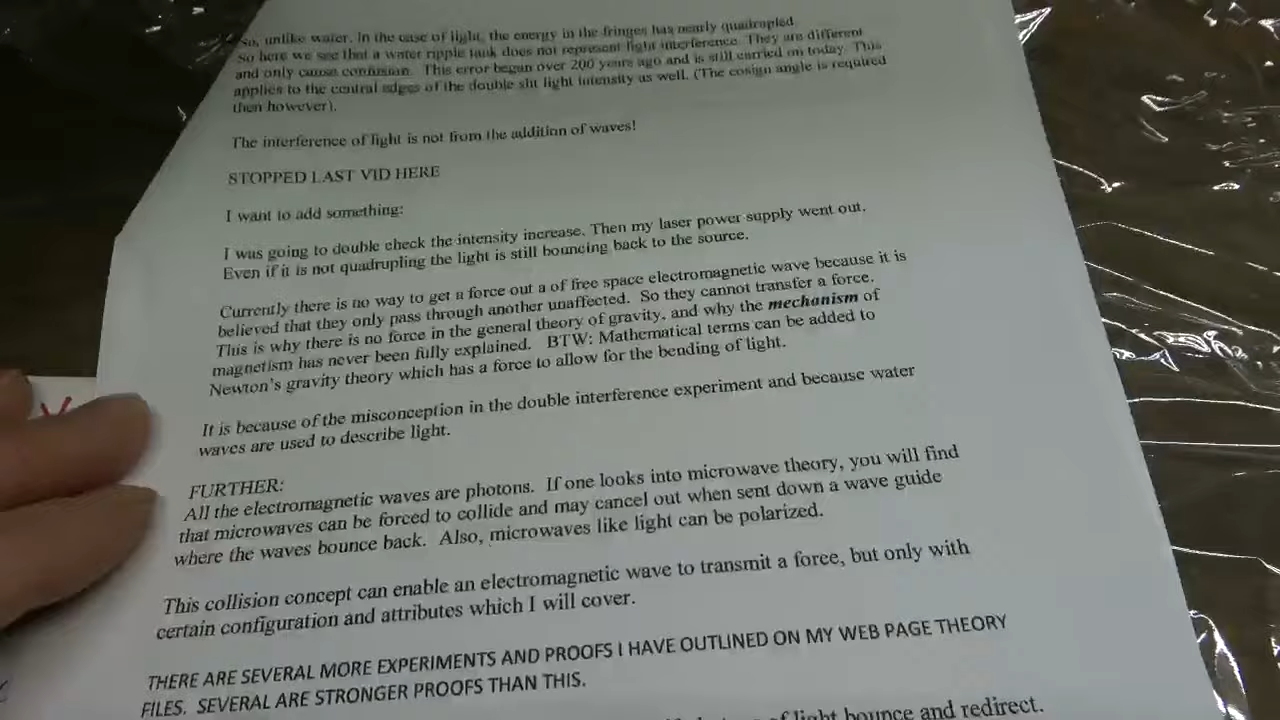 So, unlike water. In the case of light, the energy in the fringes has nearly quadrupled.
So here we see that a water ripple tank does not represent light interference. They are different
and only cause confusion. This error began over 200 years ago and is still carried on today. This
applies to the central edges of the double slit light intensity as well. (The cosign angle is required
then however).
The interference of light is not from the addition of waves!
STOPPED LAST VID HERE
I want to add something:
I was going to double check the intensity increase. Then my laser power supply went out.
Even if it is not quadrupling the light is still bouncing back to the source.
Currently there is no way to get a force out a of free space electromagnetic wave because it is
believed that they only pass through another unaffected. So they cannot transfer a force.
This is why there is no force in the general theory of gravity, and why the mechanism of
magnetism has never been fully explained. BTW: Mathematical terms can be added to
Newton's gravity theory which has a force to allow for the bending of light.
It is because of the misconception in the double interference experiment and because water
waves are used to describe light.
FURTHER:
All the electromagnetic waves are photons. If one looks into microwave theory, you will find
that microwaves can be forced to collide and may cancel out when sent down a wave guide
where the waves bounce back. Also, microwaves like light can be polarized.
This collision concept can enable an electromagnetic wave to transmit a force, but only with
certain configuration and attributes which I will cover.
THERE ARE SEVERAL MORE EXPERIMENTS AND PROOFS I HAVE OUTLINED ON MY WEB PAGE THEORY
FILES. SEVERAL ARE STRONGER PROOFS THAN THIS.
of light bounce and redirect.